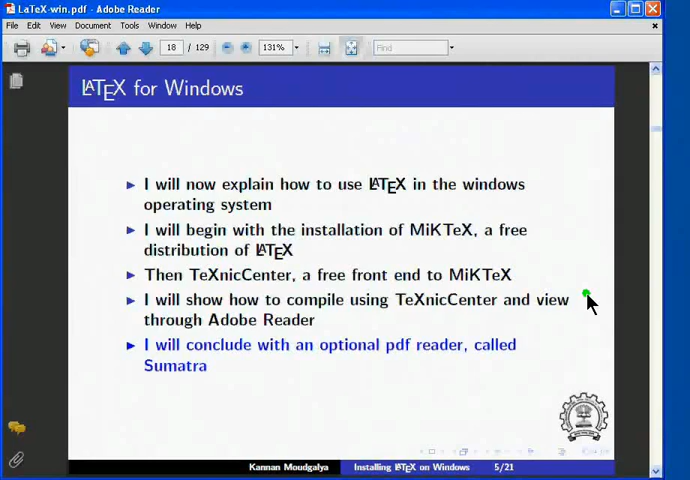 LaTeX-win.pdf - Adobe Reader
File Edit View Document Tools Window Help
18 / 129 131% Find
LATEX for Windows
I will now explain how to use LATEX in the windows
operating system
I will begin with the installation of MiKTeX, a free
distribution of LATEX
Then TeXnicCenter, a free front end to MiKTeX
I will show how to compile using TeXnicCenter and view
through Adobe Reader
I will conclude with an optional pdf reader, called
Sumatra
Kannan Moudgalya Installing LATEX on Windows 5/21